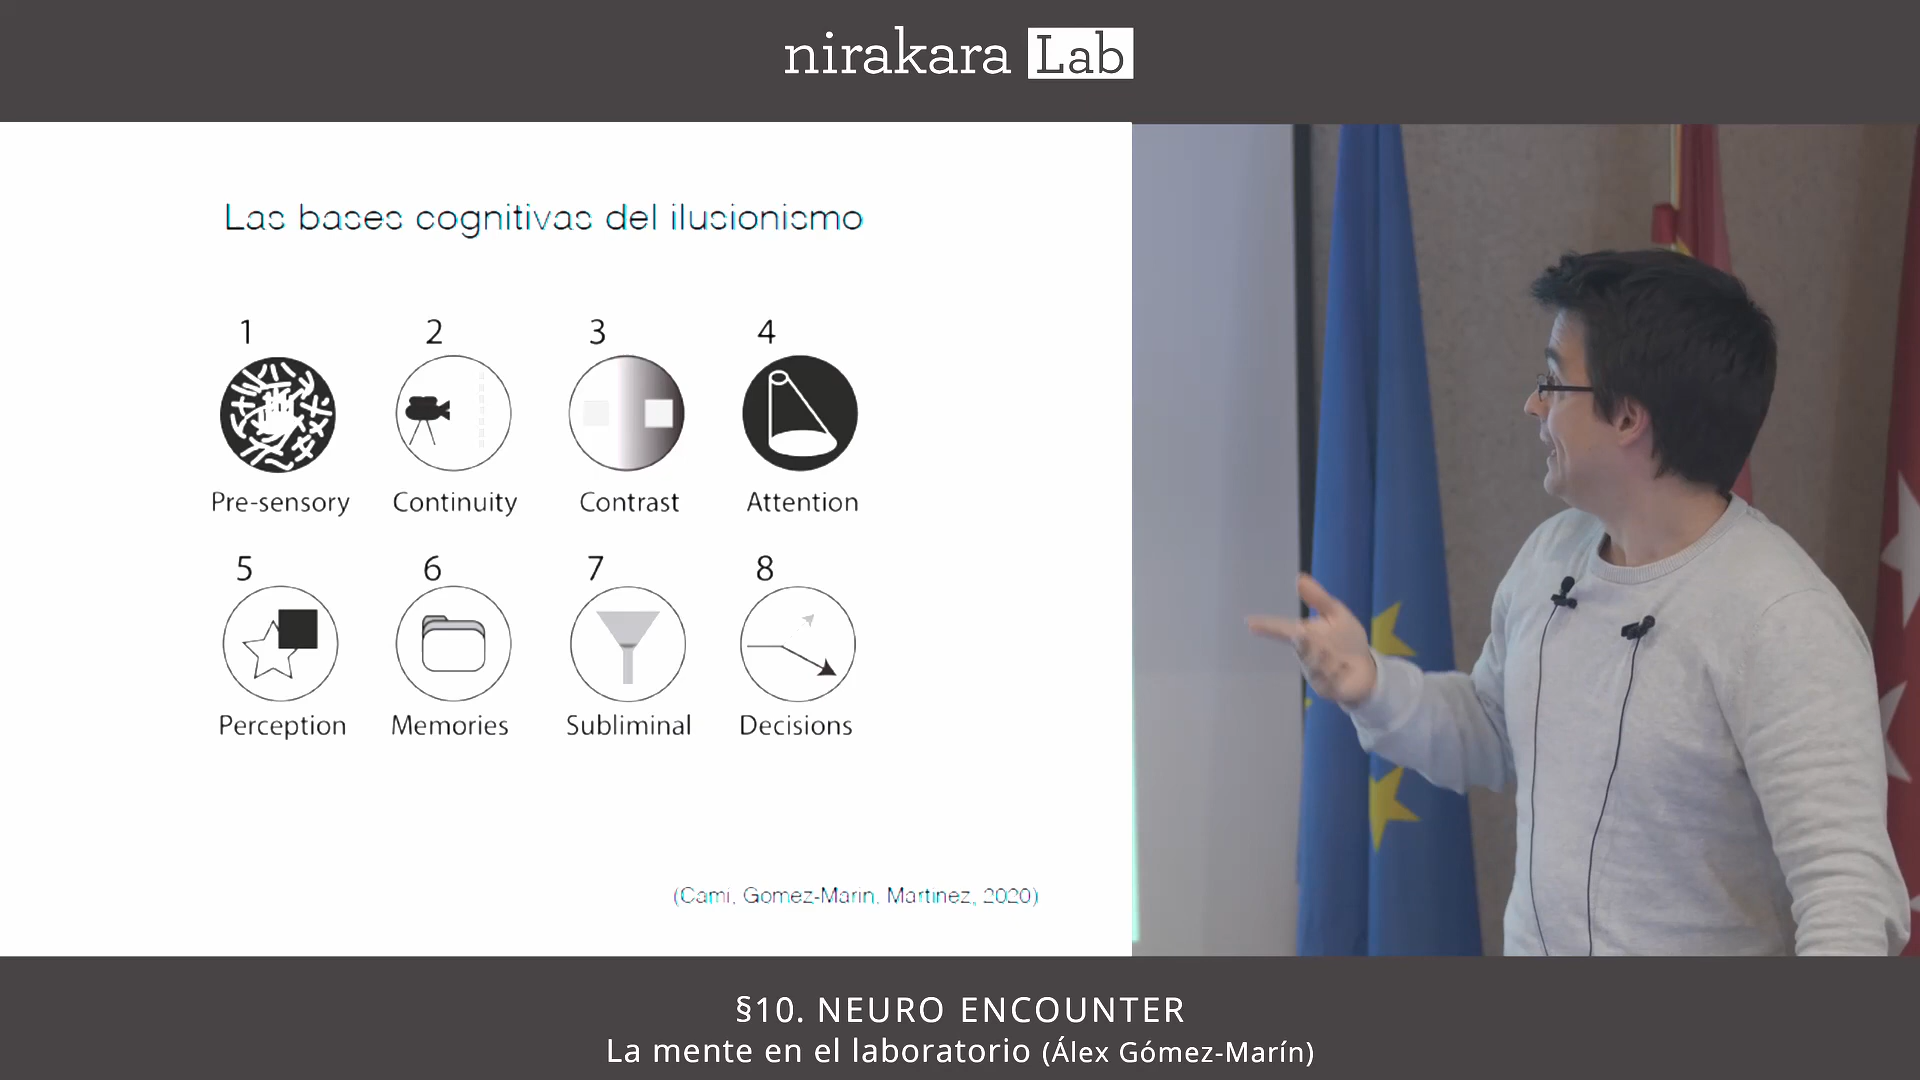 nirakara Lab
Las bases cognitivas del ilusionismo
1 2 3 4
Pre-sensory Continuity Contrast Attention
5 6 7 8
Perception Memories Subliminal Decisions
(Cami, Gomez-Marin, Martinez, 2020)
§10. NEURO ENCOUNTER
La mente en el laboratorio (Álex Gómez-Marín)